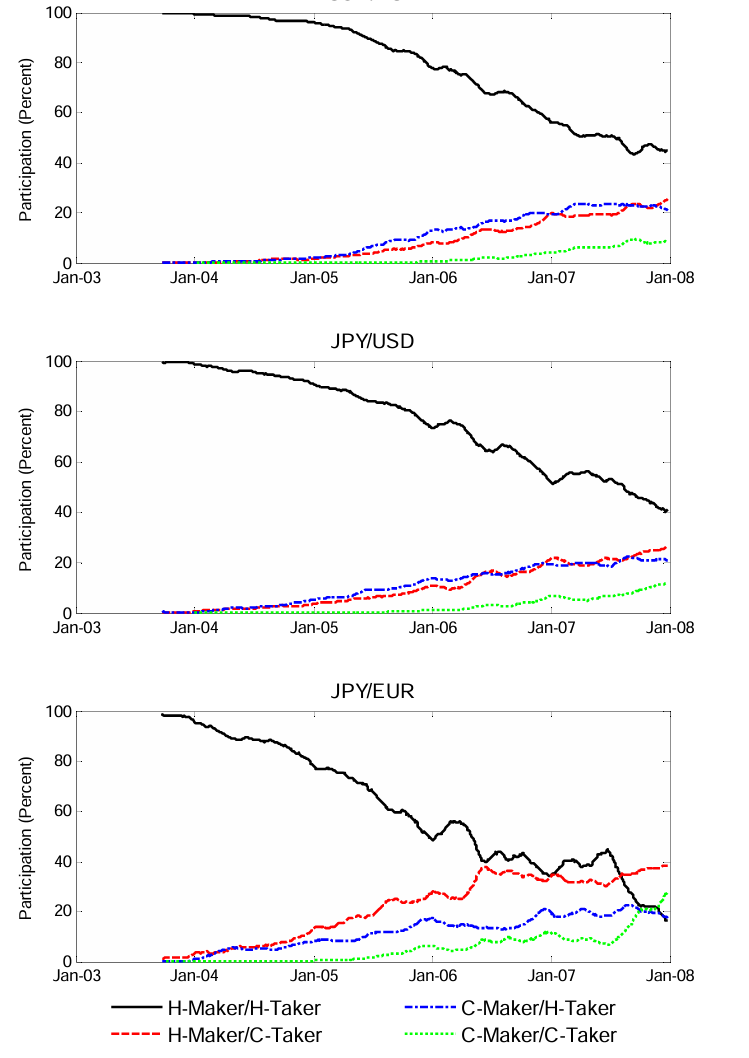 100
80
60
40
20
0
Participation (Percent)
Jan-03 Jan-04 Jan-05 Jan-06 Jan-07 Jan-08
JPY/USD
100
80
60
40
20
0
Participation (Percent)
Jan-03 Jan-04 Jan-05 Jan-06 Jan-07 Jan-08
JPY/EUR
100
80
60
40
20
0
Participation (Percent)
Jan-03 Jan-04 Jan-05 Jan-06 Jan-07 Jan-08
H-Maker/H-Taker C-Maker/H-Taker
H-Maker/C-Taker C-Maker/C-Taker